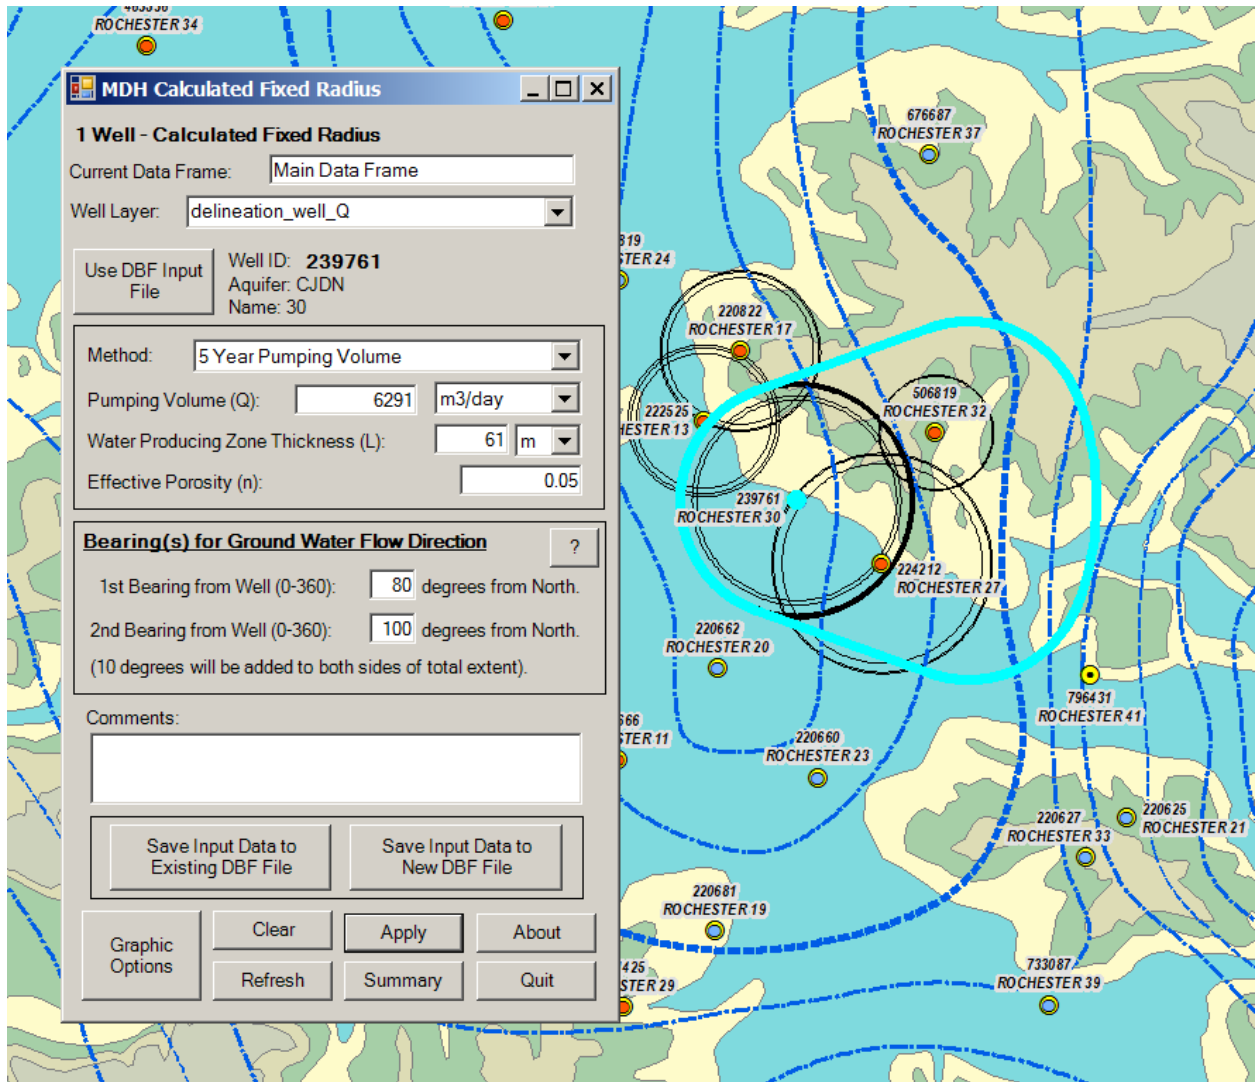 ROCHESTER 34
MDH Calculated Fixed Radius
1 Well - Calculated Fixed Radius
Current Data Frame: Main Data Frame
Well Layer: delineation_well_Q
Use DBF Input
File
Well ID: 239761
Aquifer: CJDN
Name: 30
Method: 5 Year Pumping Volume
Pumping Volume (Q): 6291 m3/day
Water Producing Zone Thickness (L): 61 m
Effective Porosity (n): 0.05
Bearing(s) for Ground Water Flow Direction
?
1st Bearing from Well (0-360): 80 degrees from North.
2nd Bearing from Well (0-360): 100 degrees from North.
(10 degrees will be added to both sides of total extent).
Comments:
Save Input Data to
Existing DBF File
Save Input Data to
New DBF File
Graphic
Options
Clear
Apply
About
Refresh
Summary
Quit
676687
ROCHESTER 37
819
STER 24
220822
ROCHESTER 17
222525
HESTER 13
506819
ROCHESTER 32
239761
ROCHESTER 30
224212
ROCHESTER 27
220662
ROCHESTER 20
796431
ROCHESTER 41
666
STER 11
220660
ROCHESTER 23
220625
ROCHESTER 21
220627
ROCHESTER 33
220681
ROCHESTER 19
1425
STER 29
733087
ROCHESTER 39